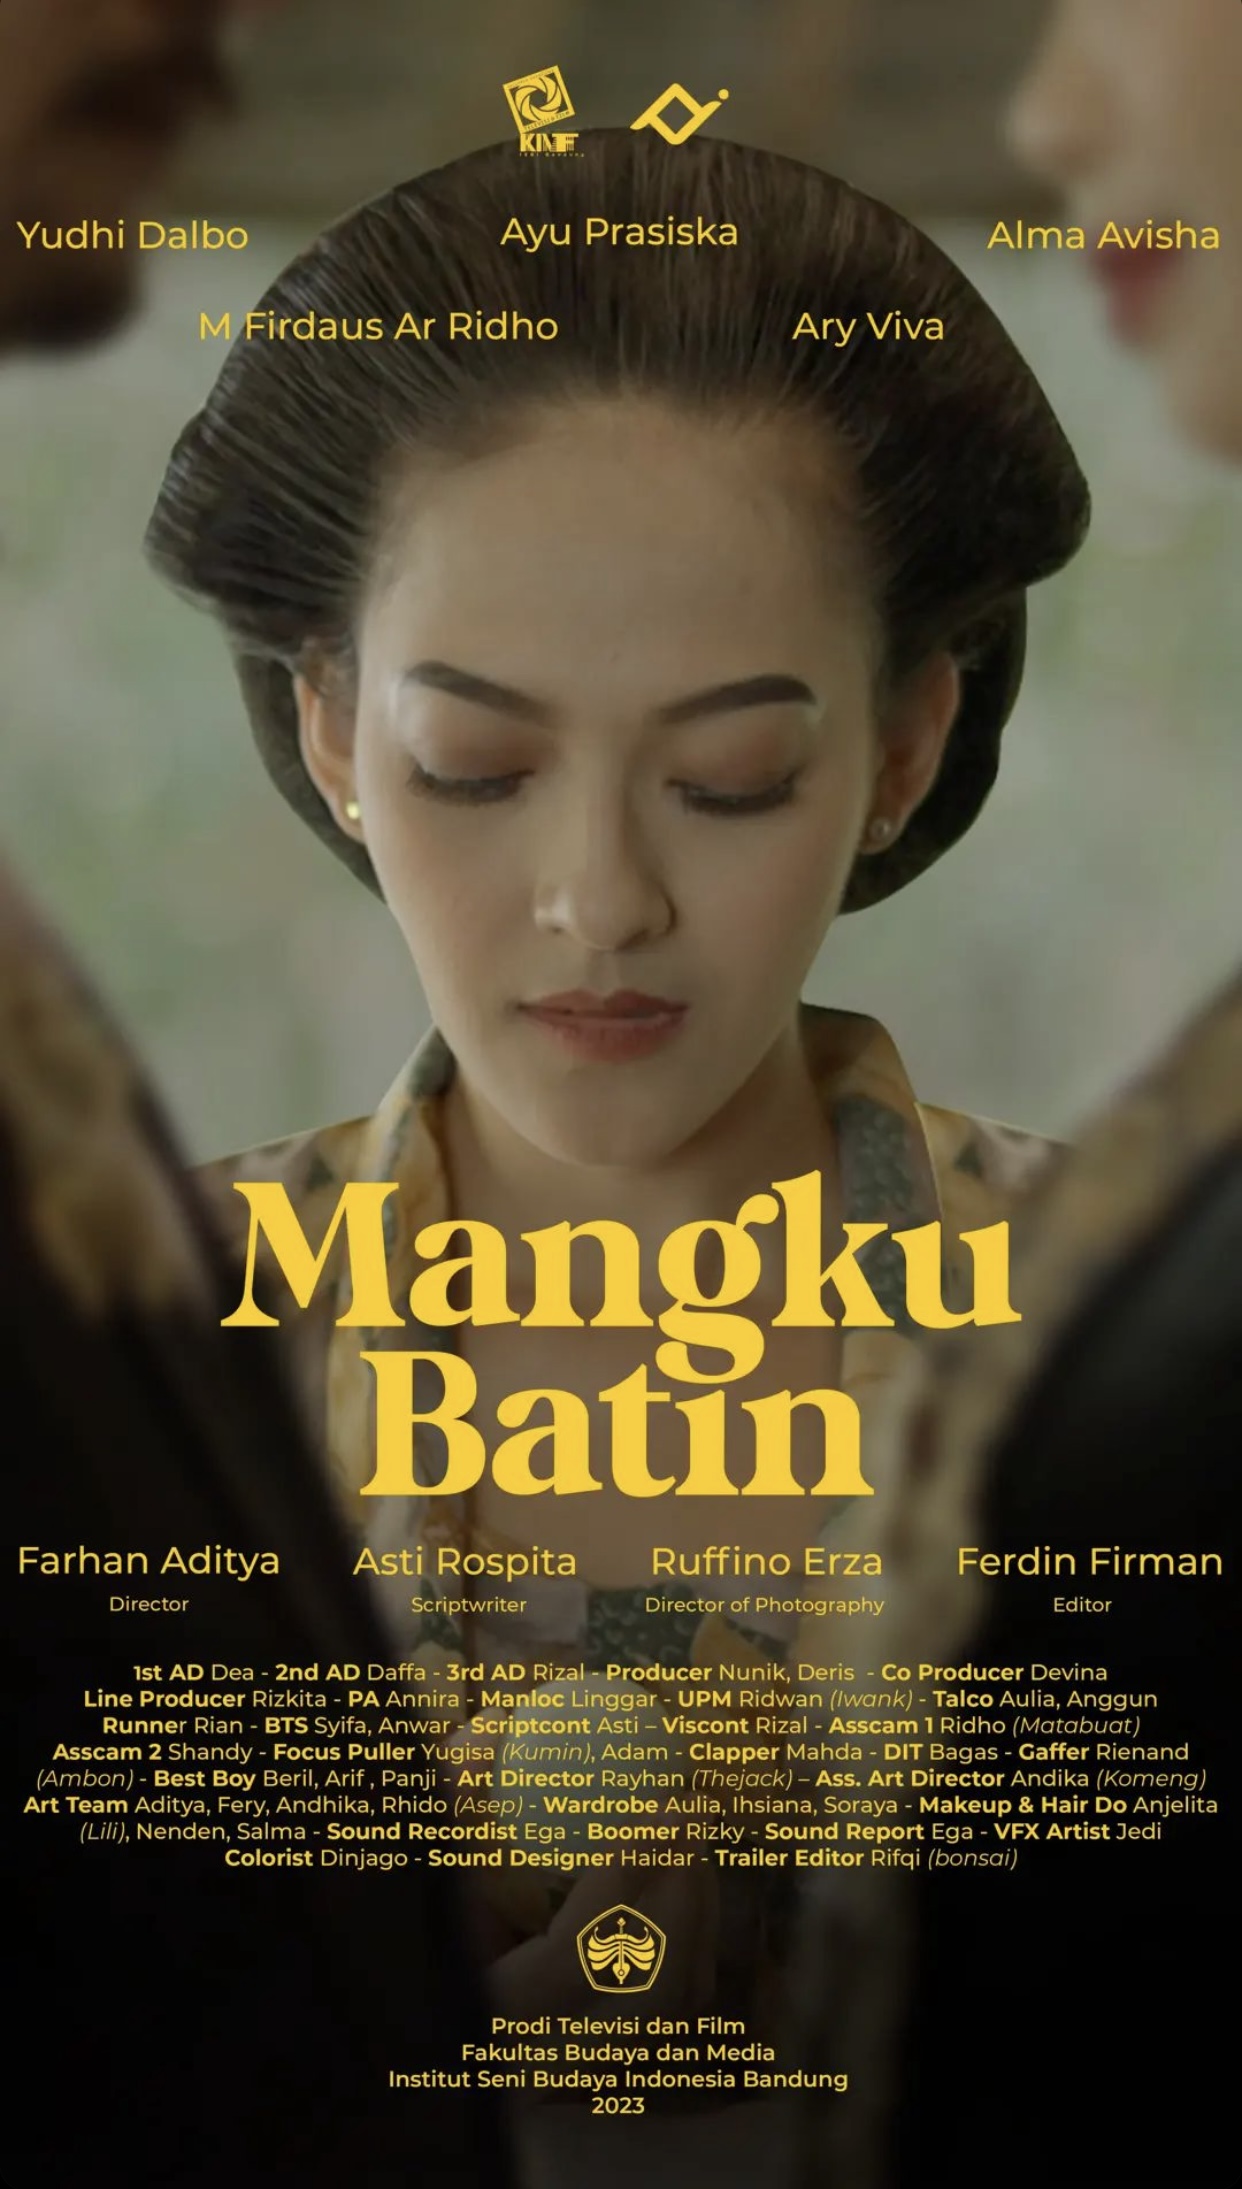 KMTF
Yudhi Dalbo
Ayu Prasiska
Alma Avisha
M Firdaus Ar Ridho
Ary Viva
Mangku
Batin
Farhan Aditya
Asti Rospita
Ruffino Erza
Ferdin Firman
Director
Scriptwriter
Director of Photography
Editor
1st AD Dea - 2nd AD Daffa - 3rd AD Rizal - Producer Nunik, Deris - Co Producer Devina
Line Producer Rizkita - PA Annira - Manloc Linggar - UPM Ridwan (Iwank) - Talco Aulia, Anggun
Runner Rian - BTS Syifa, Anwar - Scriptcont Asti – Viscont Rizal - Asscam 1 Ridho (Matabuat)
Asscam 2 Shandy - Focus Puller Yugisa (Kumin), Adam - Clapper Mahda - DIT Bagas - Gaffer Rienand
(Ambon) - Best Boy Beril, Arif , Panji - Art Director Rayhan (Thejack) – Ass. Art Director Andika (Komeng)
Art Team Aditya, Fery, Andhika, Rhido (Asep) - Wardrobe Aulia, Ihsiana, Soraya - Makeup & Hair Do Anjelita
(Lili), Nenden, Salma - Sound Recordist Ega - Boomer Rizky - Sound Report Ega - VFX Artist Jedi
Colorist Dinjago - Sound Designer Haidar - Trailer Editor Rifqi (bonsai)
Prodi Televisi dan Film
Fakultas Budaya dan Media
Institut Seni Budaya Indonesia Bandung
2023